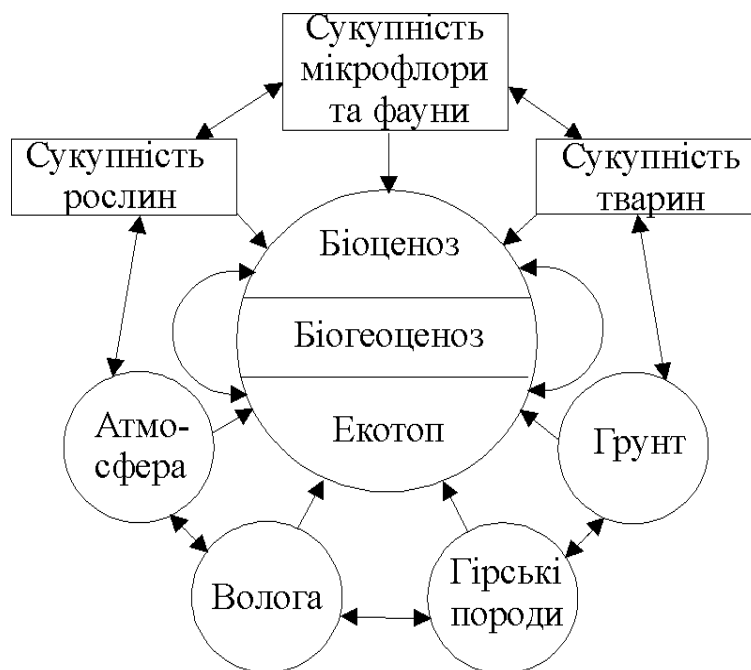 Сукупність
мікрофлори
та фауни
Сукупність
рослин
Сукупність
тварин
Біоценоз
Біогеоценоз
Екотоп
Атмо-
сфера
Грунт
Волога
Гірські
породи